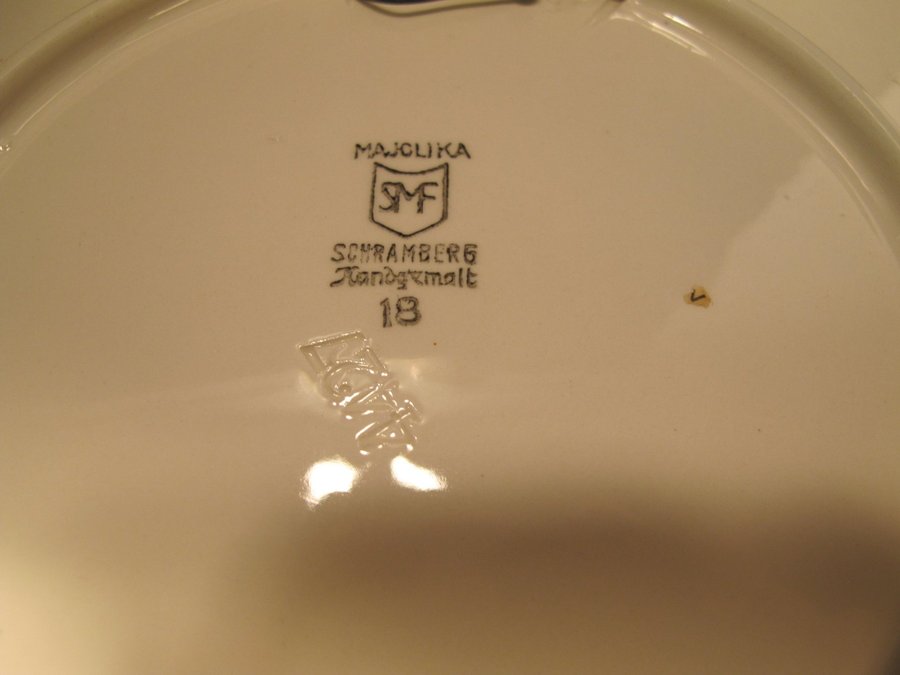 MAJOLIKA
SMF
SCHRAMBERG
Handgemalt
18